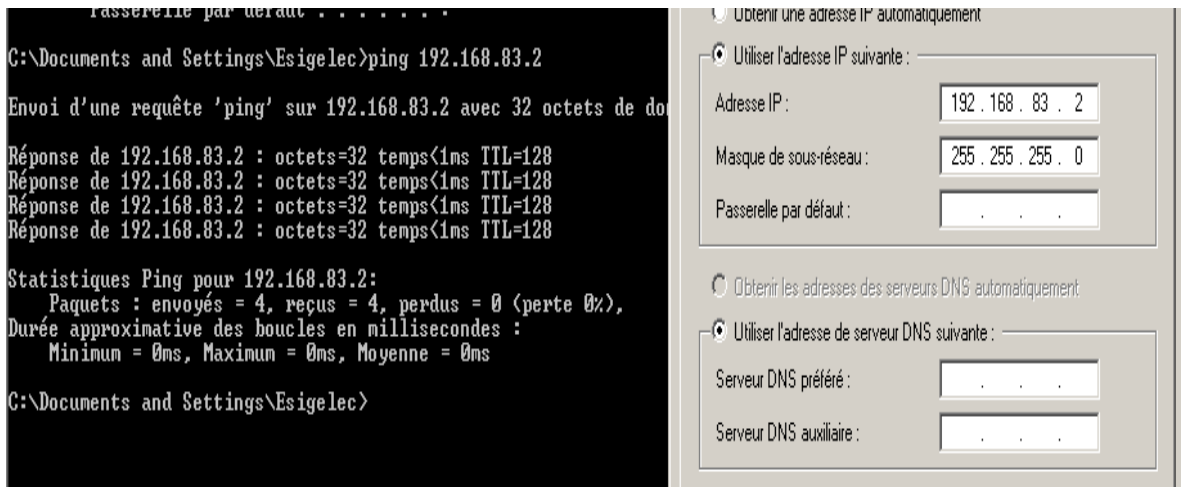 Passerelle par défaut . . . . . . . :
C:\Documents and Settings\Esigelec>ping 192.168.83.2
Envoi d'une requête 'ping' sur 192.168.83.2 avec 32 octets de
Réponse de 192.168.83.2 : octets=32 temps<1ms TTL=128
Réponse de 192.168.83.2 : octets=32 temps<1ms TTL=128
Réponse de 192.168.83.2 : octets=32 temps<1ms TTL=128
Réponse de 192.168.83.2 : octets=32 temps<1ms TTL=128
Statistiques Ping pour 192.168.83.2:
Paquets : envoyés = 4, reçus = 4, perdus = 0 (perte 0%),
Durée approximative des boucles en millisecondes :
Minimum = 0ms, Maximum = 0ms, Moyenne = 0ms
C:\Documents and Settings\Esigelec>
Obtenir une adresse IP automatiquement
Utiliser l'adresse IP suivante :
Adresse IP : 192 . 168 . 83 . 2
Masque de sous-réseau : 255 . 255 . 255 . 0
Passerelle par défaut : . . .
Obtenir les adresses des serveurs DNS automatiquement
Utiliser l'adresse de serveur DNS suivante :
Serveur DNS préféré : . . .
Serveur DNS auxiliaire : . . .